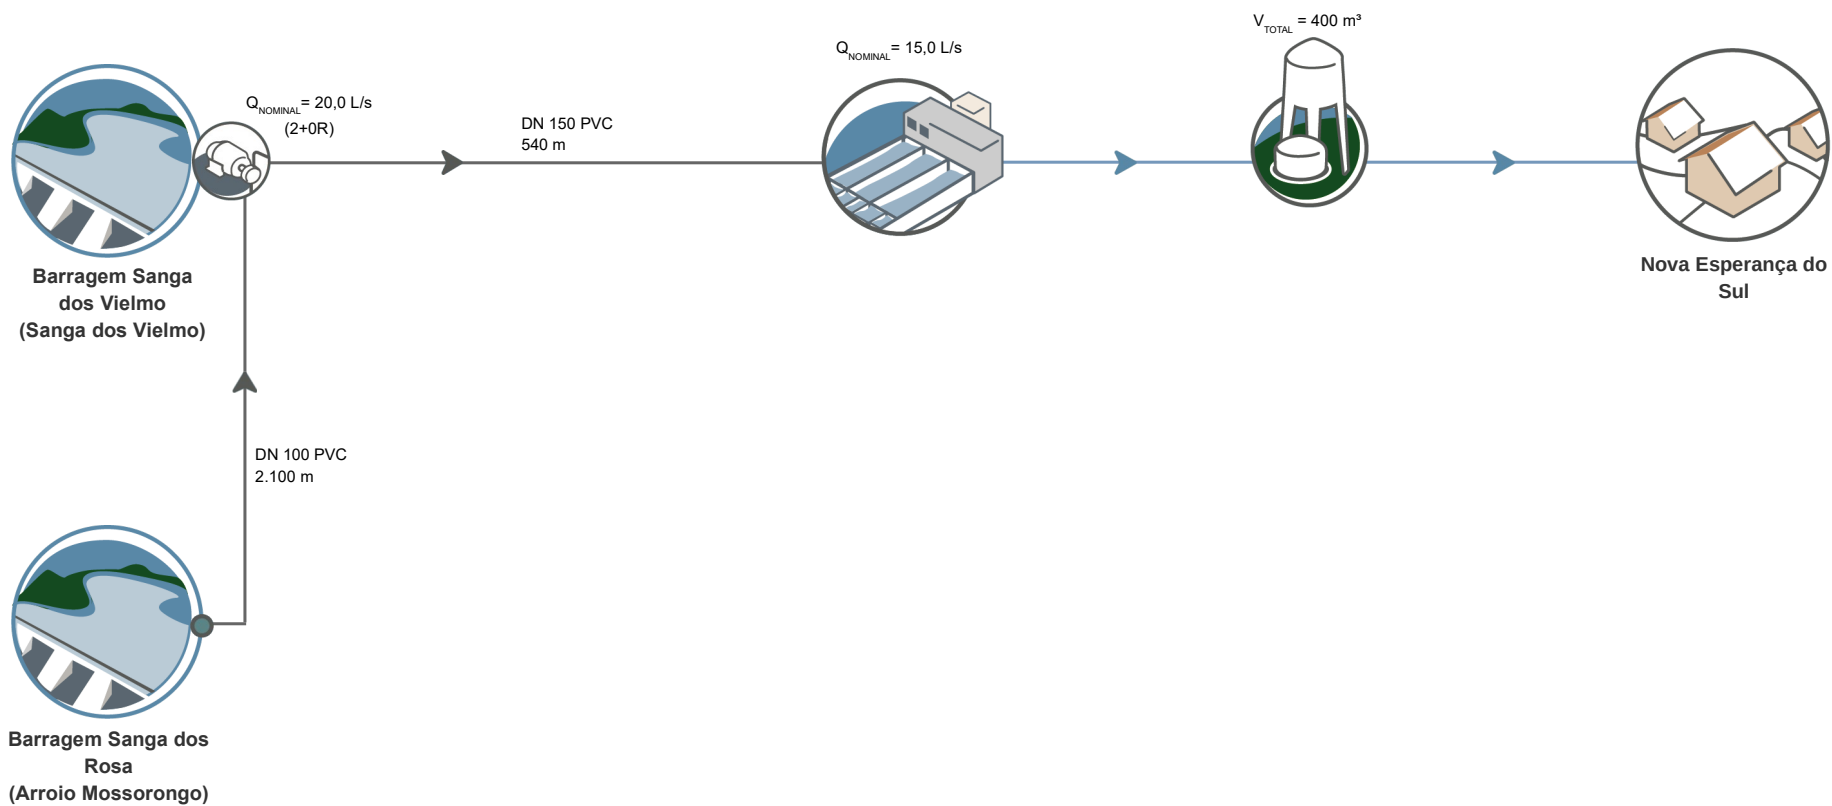 V_TOTAL = 400 m³
Q_NOMINAL = 15,0 L/s
Q_NOMINAL = 20,0 L/s
(2+0R)
DN 150 PVC
540 m
Barragem Sanga
dos Vielmo
(Sanga dos Vielmo)
Nova Esperança do
Sul
DN 100 PVC
2.100 m
Barragem Sanga dos
Rosa
(Arroio Mossorongo)